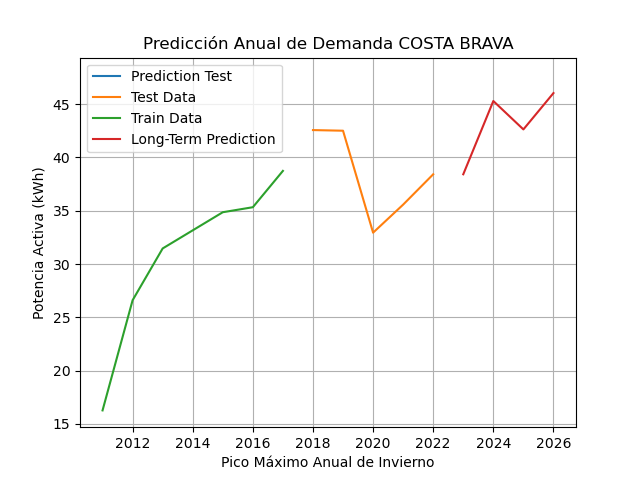 Predicción Anual de Demanda COSTA BRAVA
Prediction Test
Test Data
Train Data
Long-Term Prediction
Potencia Activa (kWh)
45
40
35
30
25
20
15
2012 2014 2016 2018 2020 2022 2024 2026
Pico Máximo Anual de Invierno